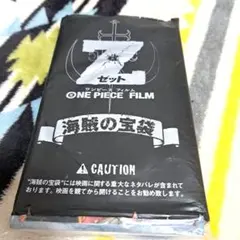 Z
ゼット
ワンピース フィルム
ONE PIECE FILM
海賊の宝袋
CAUTION
"海賊の宝袋"には映画に関する重大なネタバレが含まれて
おります。映画を観てから開けることをお勧め致します。